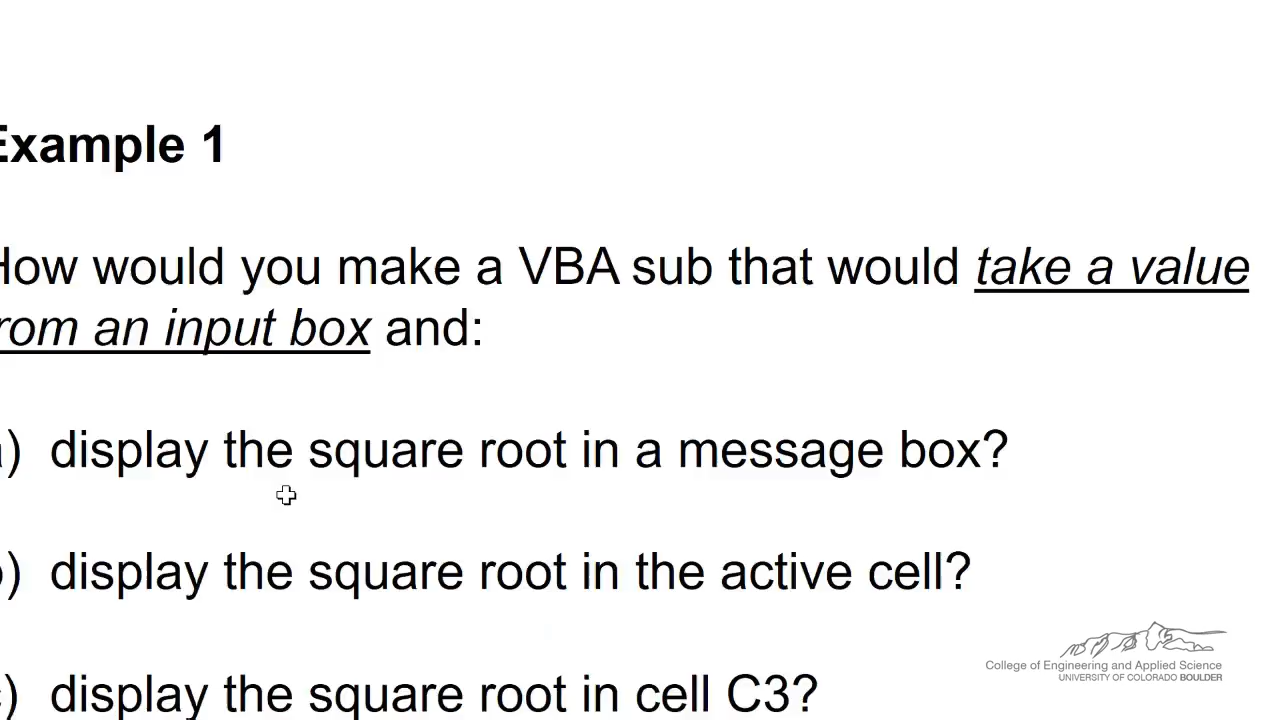 Example 1
How would you make a VBA sub that would take a value
from an input box and:
a) display the square root in a message box?
b) display the square root in the active cell?
c) display the square root in cell C3?
College of Engineering and Applied Science
UNIVERSITY OF COLORADO BOULDER